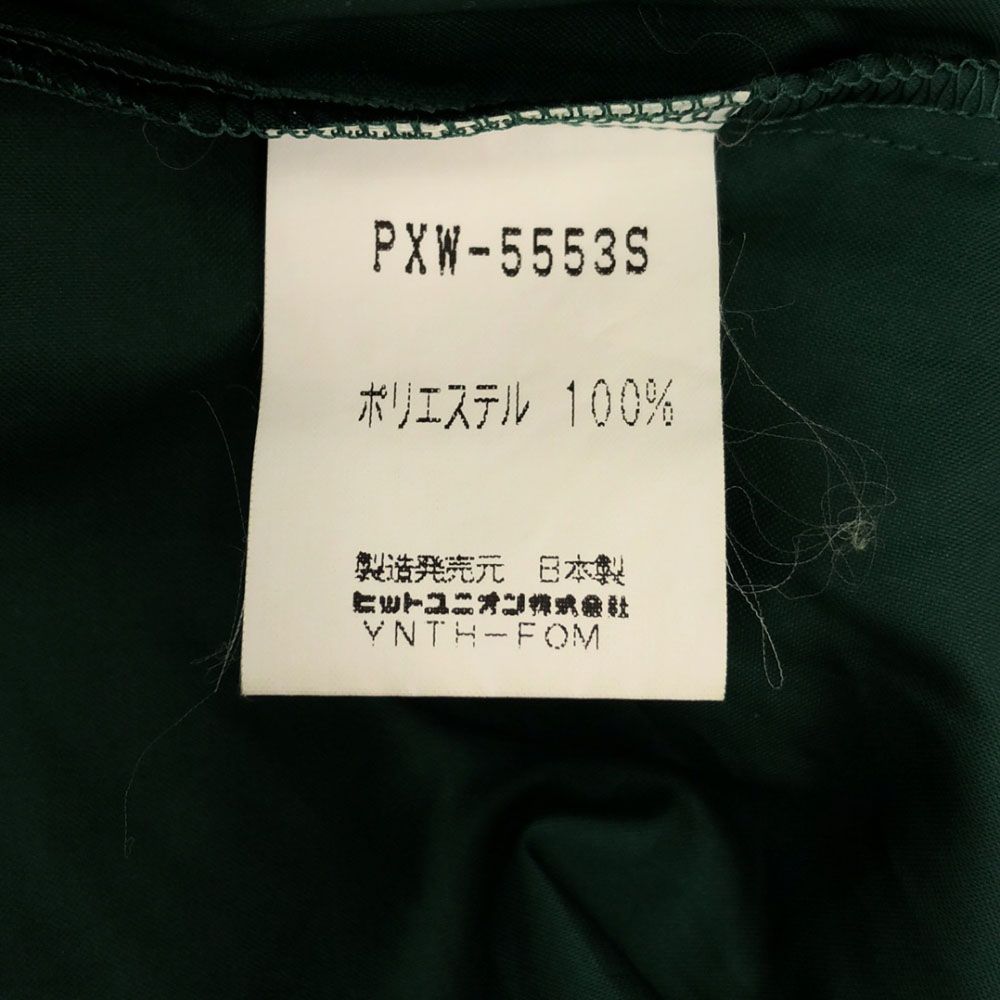 PXW-5553S
ポリエステル 100%
製造発売元 日本製
ヒットユニオン株式会社
YNTH-FOM